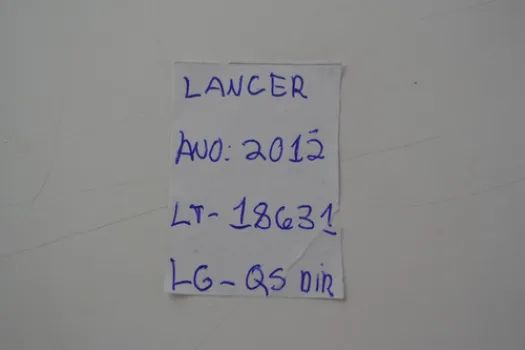 LANCER
ANO: 2012
LT- 18631
LG - QS DIR